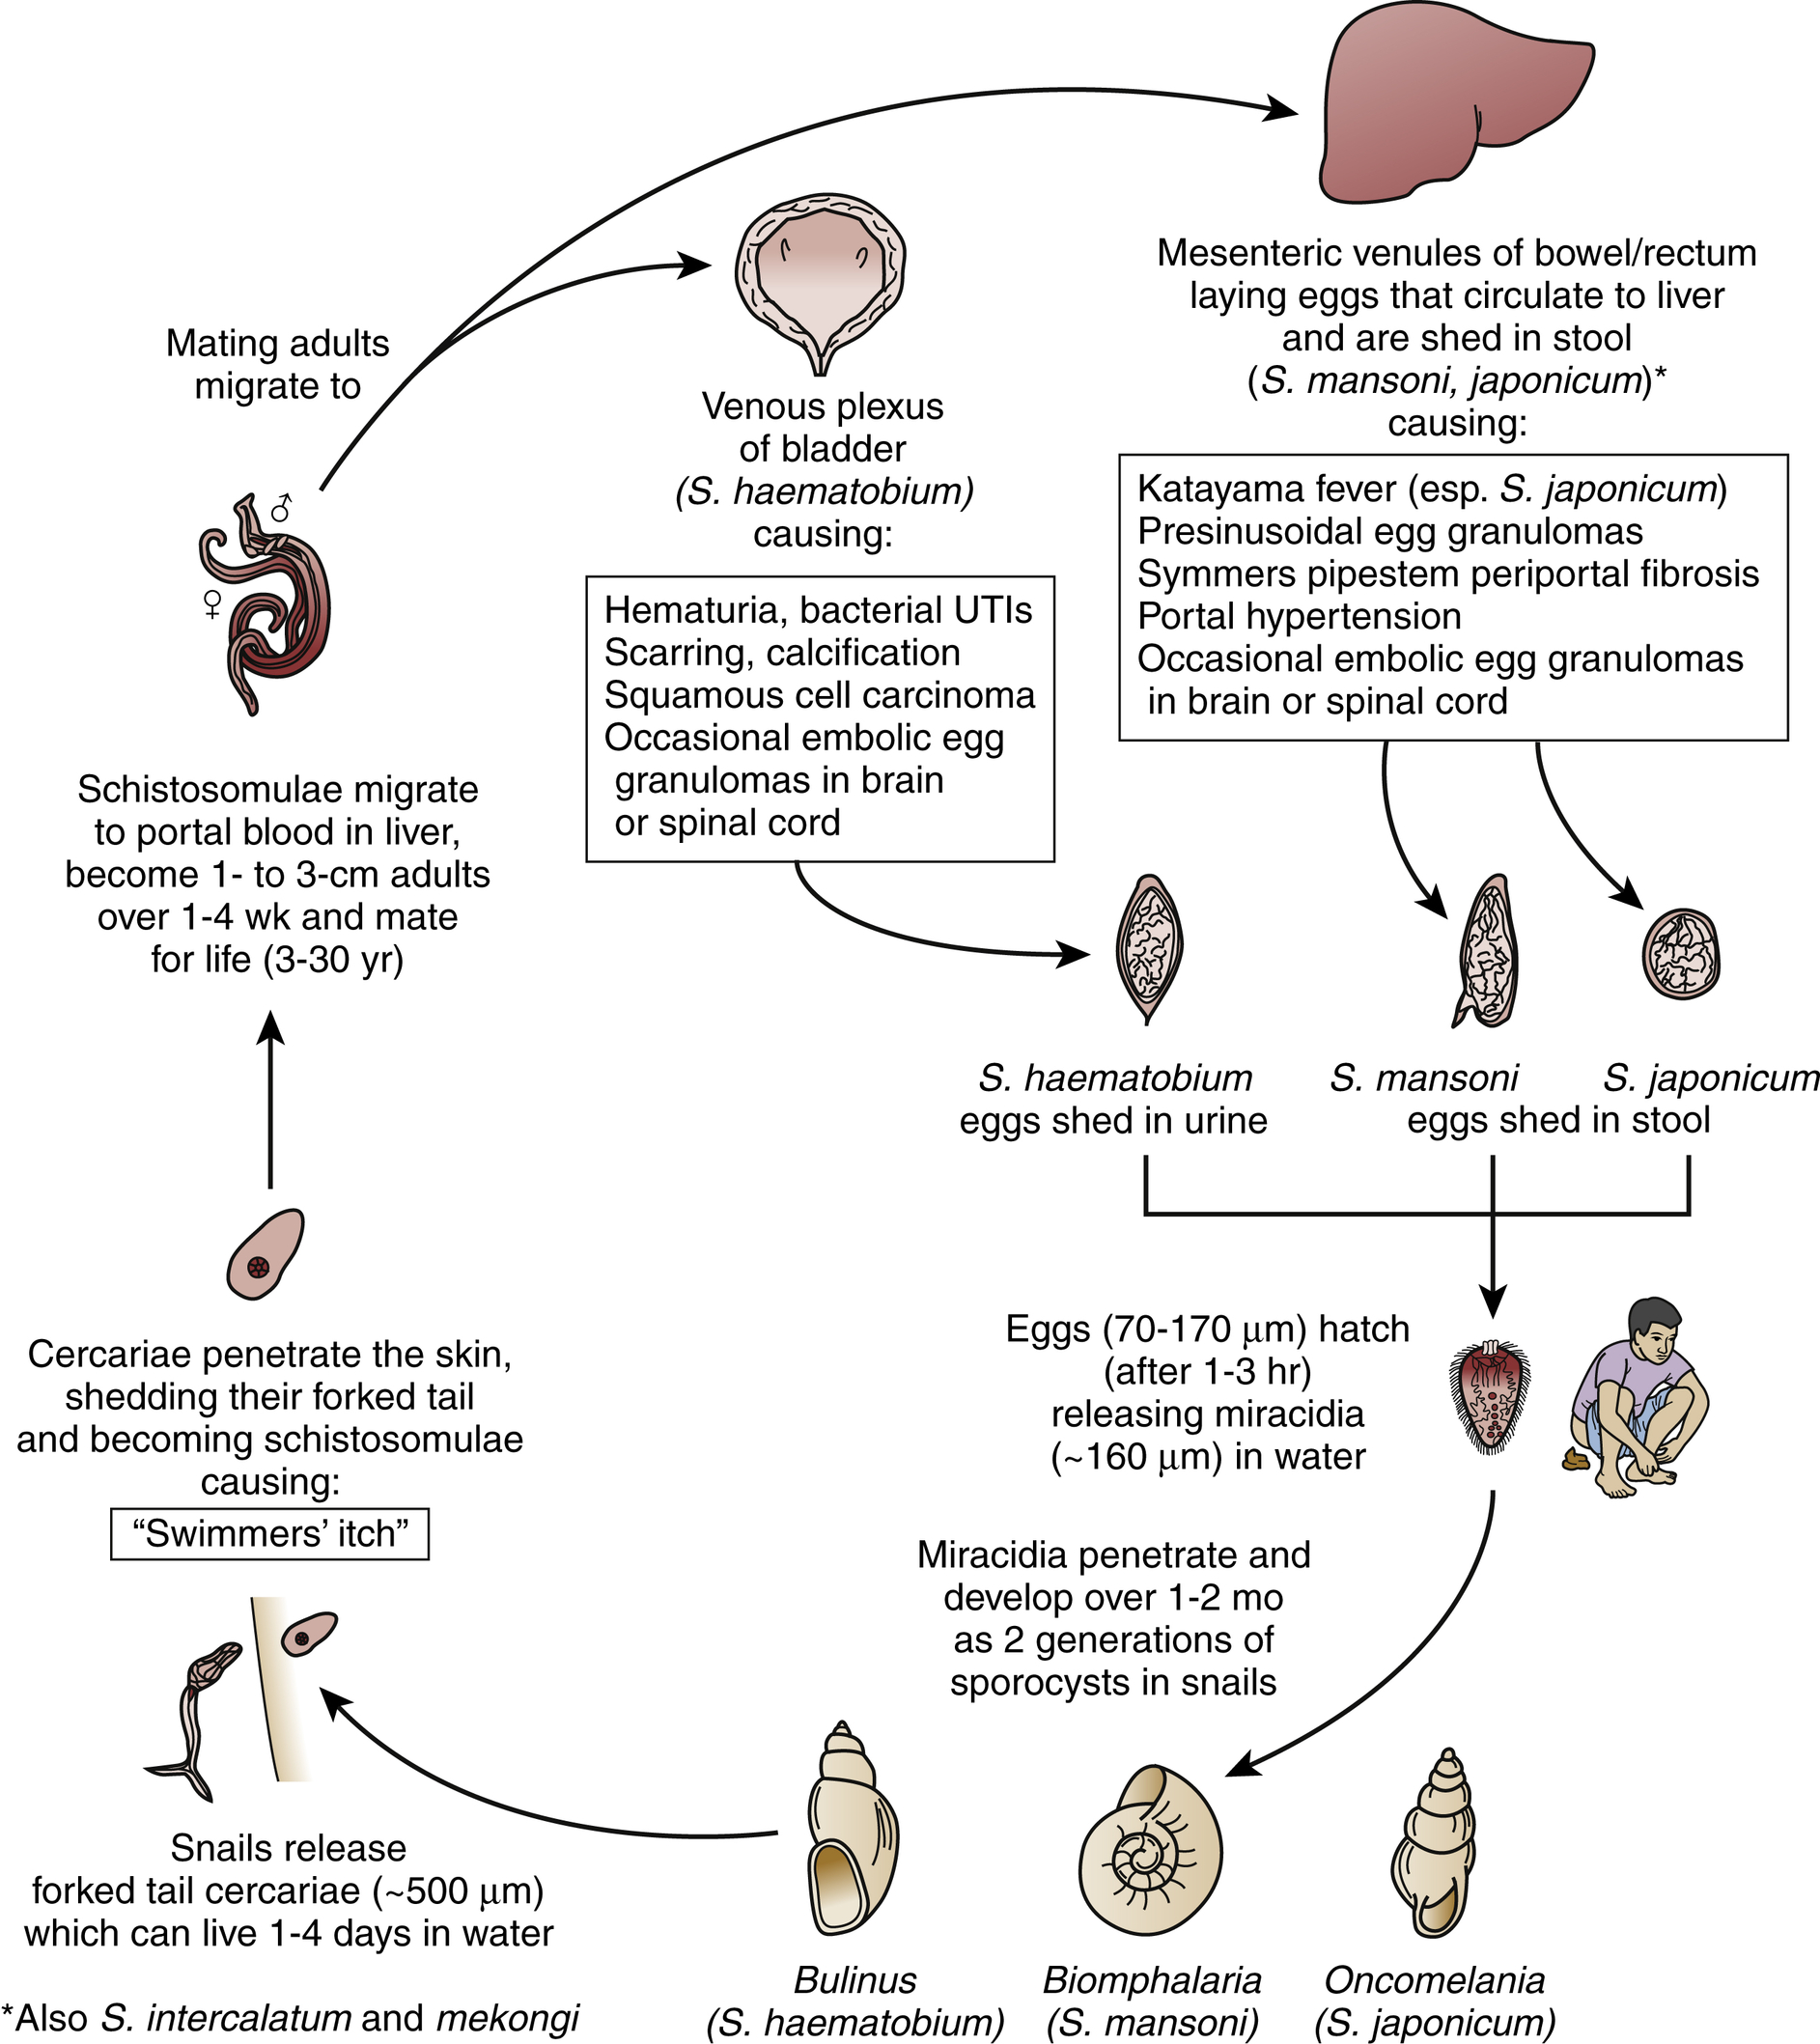 Mating adults
migrate to
Venous plexus
of bladder
(S. haematobium)
causing:
Hematuria, bacterial UTIs
Scarring, calcification
Squamous cell carcinoma
Occasional embolic egg
granulomas in brain
or spinal cord
Mesenteric venules of bowel/rectum
laying eggs that circulate to liver
and are shed in stool
(S. mansoni, japonicum)*
causing:
Katayama fever (esp. S. japonicum)
Presinusoidal egg granulomas
Symmers pipestem periportal fibrosis
Portal hypertension
Occasional embolic egg granulomas
in brain or spinal cord
♂
♀
Schistosomulae migrate
to portal blood in liver,
become 1- to 3-cm adults
over 1-4 wk and mate
for life (3-30 yr)
S. haematobium
eggs shed in urine
S. mansoni S. japonicum
eggs shed in stool
Eggs (70-170 μm) hatch
(after 1-3 hr)
releasing miracidia
(~160 μm) in water
Miracidia penetrate and
develop over 1-2 mo
as 2 generations of
sporocysts in snails
Cercariae penetrate the skin,
shedding their forked tail
and becoming schistosomulae
causing:
“Swimmers’ itch”
Snails release
forked tail cercariae (~500 μm)
which can live 1-4 days in water
Bulinus
(S. haematobium)
Biomphalaria
(S. mansoni)
Oncomelania
(S. japonicum)
*Also S. intercalatum and mekongi